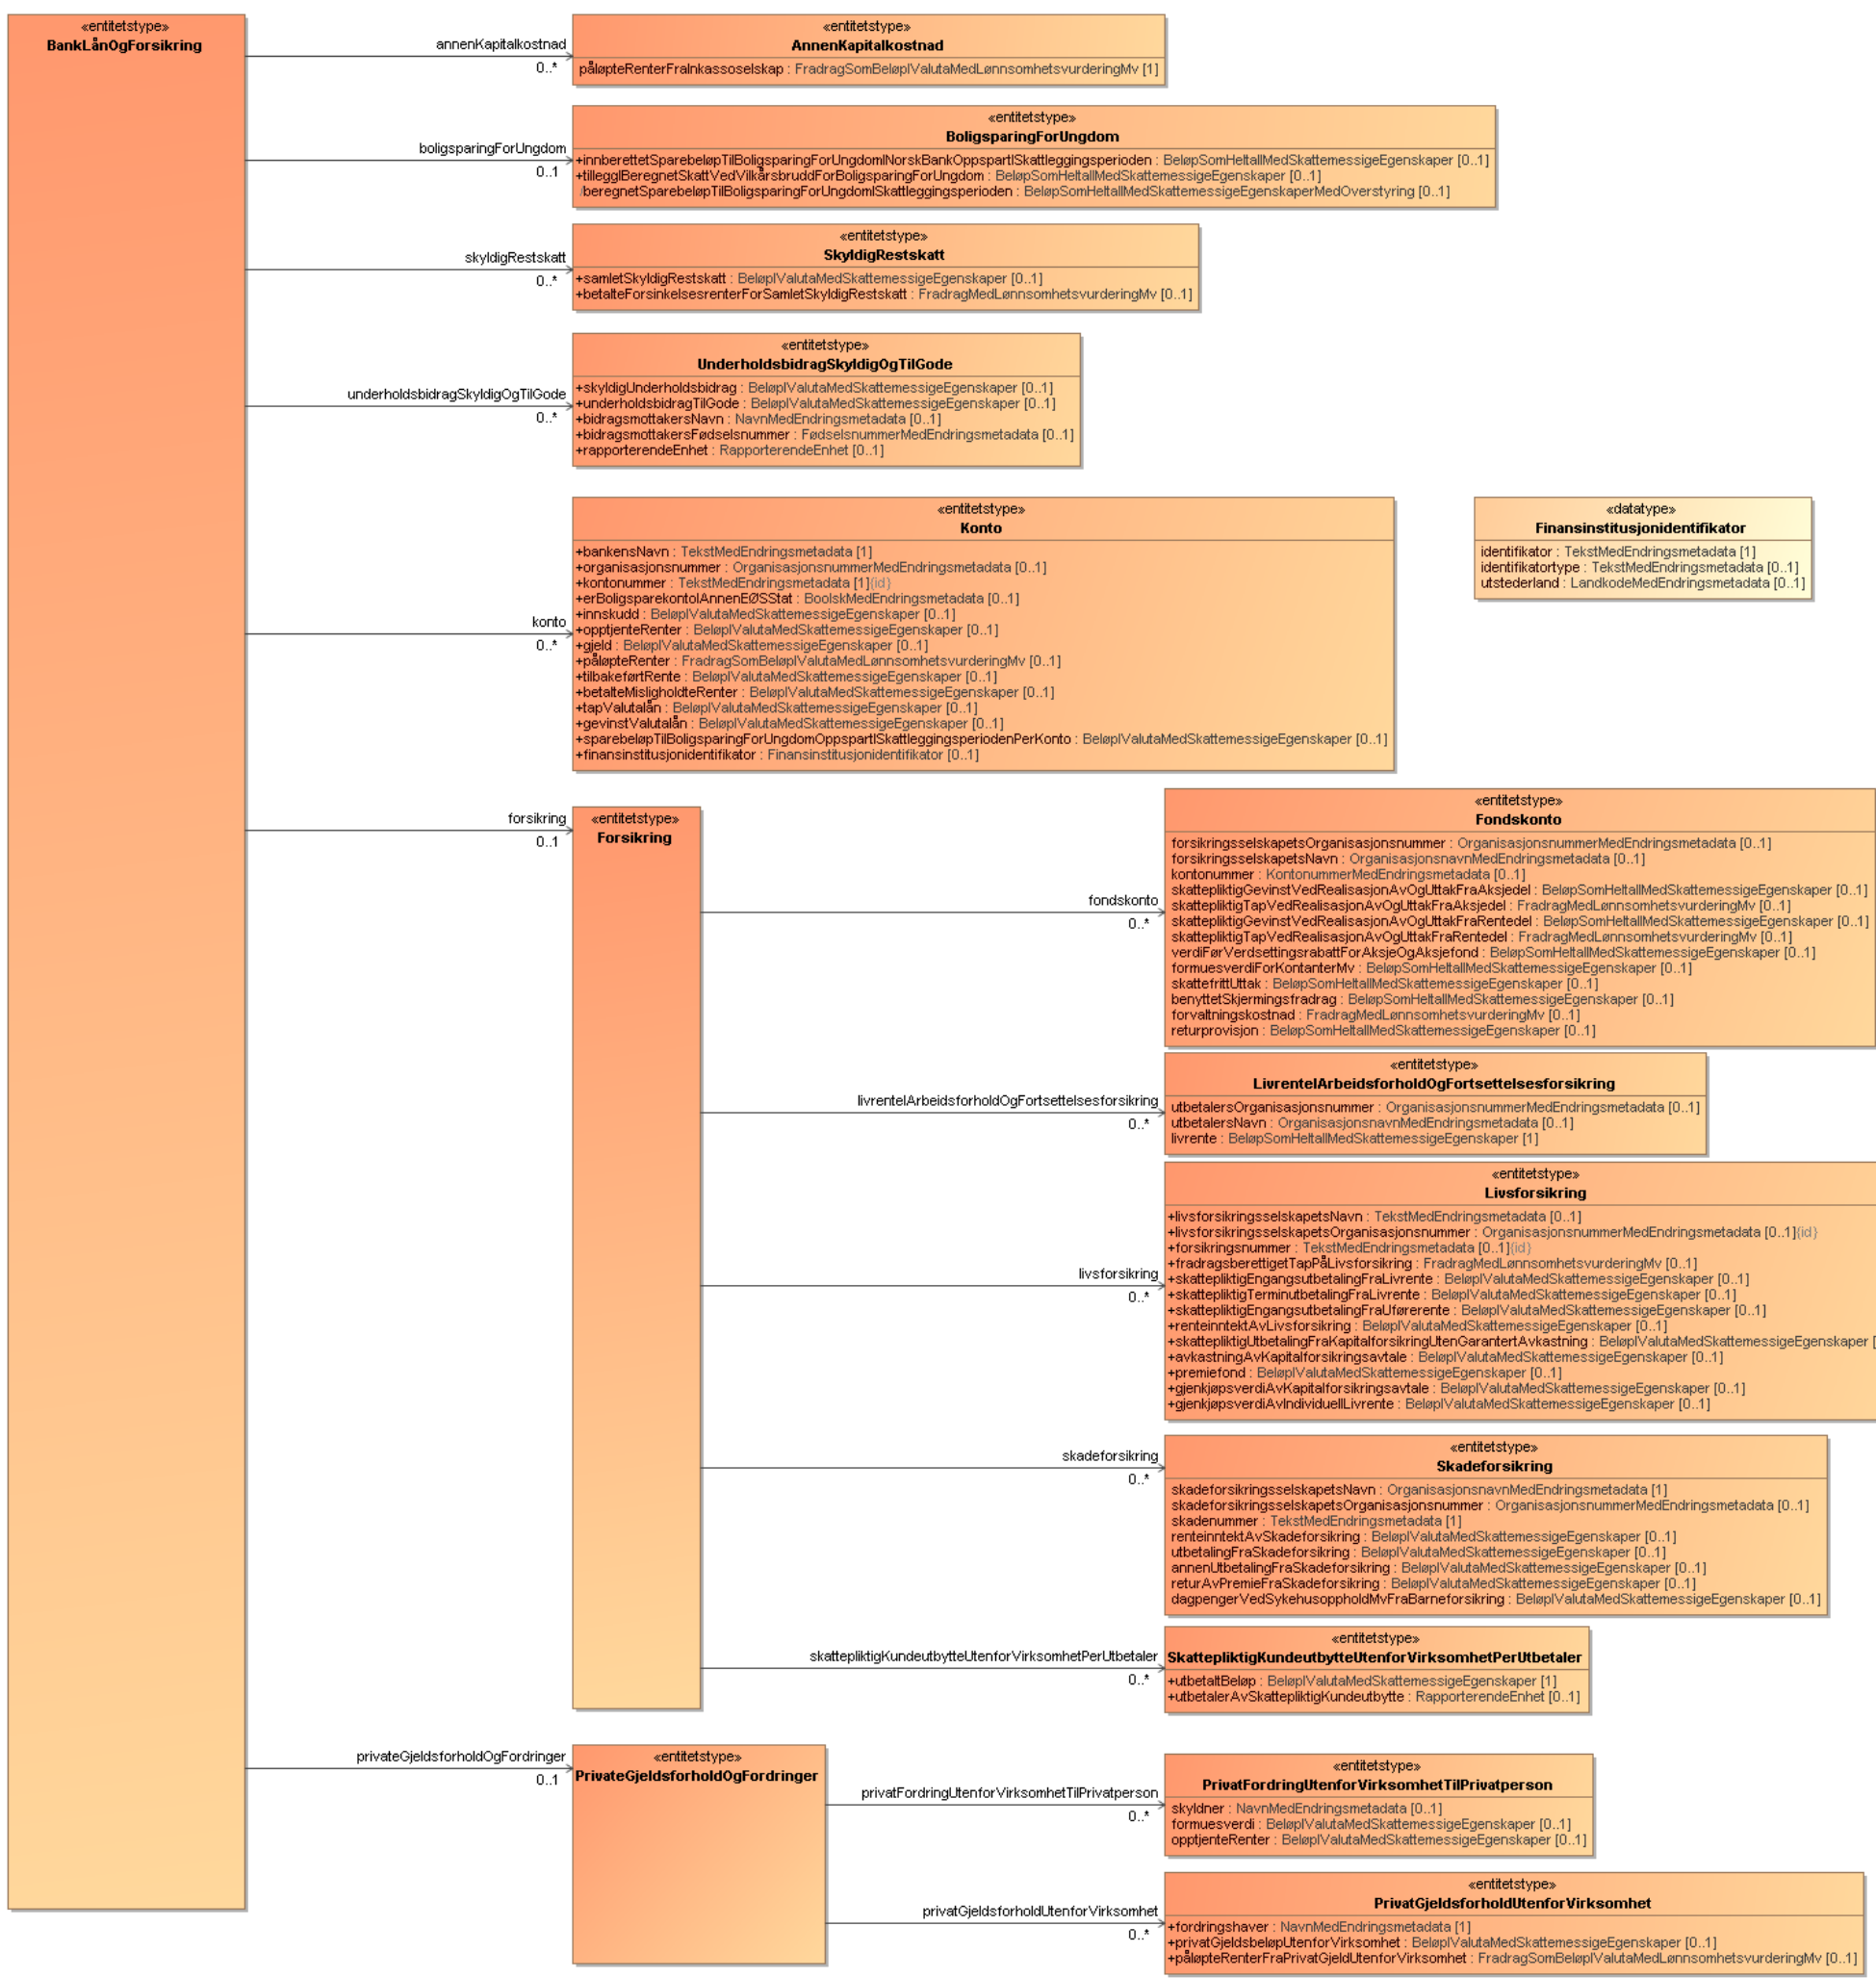 «entitetstype»
BankLånOgForsikring
annenKapitalkostnad
0..*
«entitetstype»
AnnenKapitalkostnad
påløpteRenterFraInkassoselskap : FradragSomBeløpIValutaMedLønnsomhetsvurderingMv [1]
boligsparingForUngdom
0..1
«entitetstype»
BoligsparingForUngdom
+innberettetSparebeløpTilBoligsparingForUngdomINorskBankOppspartISkattleggingsperioden : BeløpSomHeltallMedSkattemessigeEgenskaper [0..1]
+tilleggIBeregnetSkattVedVilkårsbruddForBoligsparingForUngdom : BeløpSomHeltallMedSkattemessigeEgenskaper [0..1]
/beregnetSparebeløpTilBoligsparingForUngdomISkattleggingsperioden : BeløpSomHeltallMedSkattemessigeEgenskaperMedOverstyring [0..1]
skyldigRestskatt
0..*
«entitetstype»
SkyldigRestskatt
+samletSkyldigRestskatt : BeløpIValutaMedSkattemessigeEgenskaper [0..1]
+betalteForsinkelsesrenterForSamletSkyldigRestskatt : FradragMedLønnsomhetsvurderingMv [0..1]
underholdsbidragSkyldigOgTilGode
0..*
«entitetstype»
UnderholdsbidragSkyldigOgTilGode
+skyldigUnderholdsbidrag : BeløpIValutaMedSkattemessigeEgenskaper [0..1]
+underholdsbidragTilGode : BeløpIValutaMedSkattemessigeEgenskaper [0..1]
+bidragsmottakersNavn : NavnMedEndringsmetadata [0..1]
+bidragsmottakersFødselsnummer : FødselsnummerMedEndringsmetadata [0..1]
+rapporterendeEnhet : RapporterendeEnhet [0..1]
konto
0..*
«entitetstype»
Konto
+bankensNavn : TekstMedEndringsmetadata [1]
+organisasjonsnummer : OrganisasjonsnummerMedEndringsmetadata [0..1]
+kontonummer : TekstMedEndringsmetadata [1]{id}
+erBoligsparekontoIAnnenEØSStat : BoolskMedEndringsmetadata [0..1]
+innskudd : BeløpIValutaMedSkattemessigeEgenskaper [0..1]
+opptjenteRenter : BeløpIValutaMedSkattemessigeEgenskaper [0..1]
+gjeld : BeløpIValutaMedSkattemessigeEgenskaper [0..1]
+påløpteRenter : FradragSomBeløpIValutaMedLønnsomhetsvurderingMv [0..1]
+tilbakeførtRente : BeløpIValutaMedSkattemessigeEgenskaper [0..1]
+betalteMisligholdteRenter : BeløpIValutaMedSkattemessigeEgenskaper [0..1]
+tapValutalån : BeløpIValutaMedSkattemessigeEgenskaper [0..1]
+gevinstValutalån : BeløpIValutaMedSkattemessigeEgenskaper [0..1]
+sparebeløpTilBoligsparingForUngdomOppspartISkattleggingsperiodenPerKonto : BeløpIValutaMedSkattemessigeEgenskaper [0..1]
+finansinstitusjonidentifikator : Finansinstitusjonidentifikator [0..1]
«datatype»
Finansinstitusjonidentifikator
identifikator : TekstMedEndringsmetadata [1]
identifikatortype : TekstMedEndringsmetadata [0..1]
utstederland : LandkodeMedEndringsmetadata [0..1]
forsikring
0..1
«entitetstype»
Forsikring
fondskonto
0..*
«entitetstype»
Fondskonto
forsikringsselskapetsOrganisasjonsnummer : OrganisasjonsnummerMedEndringsmetadata [0..1]
forsikringsselskapetsNavn : OrganisasjonsnavnMedEndringsmetadata [0..1]
kontonummer : KontonummerMedEndringsmetadata [0..1]
skattepliktigGevinstVedRealisasjonAvOgUttakFraAksjedel : BeløpSomHeltallMedSkattemessigeEgenskaper [0..1]
skattepliktigTapVedRealisasjonAvOgUttakFraAksjedel : FradragMedLønnsomhetsvurderingMv [0..1]
skattepliktigGevinstVedRealisasjonAvOgUttakFraRentedel : BeløpSomHeltallMedSkattemessigeEgenskaper [0..1]
skattepliktigTapVedRealisasjonAvOgUttakFraRentedel : FradragMedLønnsomhetsvurderingMv [0..1]
verdiFørVerdsettingsrabattForAksjeOgAksjefond : BeløpSomHeltallMedSkattemessigeEgenskaper [0..1]
formuesverdiForKontanterMv : BeløpSomHeltallMedSkattemessigeEgenskaper [0..1]
skattefrittUttak : BeløpSomHeltallMedSkattemessigeEgenskaper [0..1]
benyttetSkjermingsfradrag : BeløpSomHeltallMedSkattemessigeEgenskaper [0..1]
forvaltningskostnad : FradragMedLønnsomhetsvurderingMv [0..1]
returprovisjon : BeløpSomHeltallMedSkattemessigeEgenskaper [0..1]
livrenteIArbeidsforholdOgFortsettelsesforsikring
0..*
«entitetstype»
LivrenteIArbeidsforholdOgFortsettelsesforsikring
utbetalersOrganisasjonsnummer : OrganisasjonsnummerMedEndringsmetadata [0..1]
utbetalersNavn : OrganisasjonsnavnMedEndringsmetadata [0..1]
livrente : BeløpSomHeltallMedSkattemessigeEgenskaper [1]
livsforsikring
0..*
«entitetstype»
Livsforsikring
+livsforsikringsselskapetsNavn : TekstMedEndringsmetadata [0..1]
+livsforsikringsselskapetsOrganisasjonsnummer : OrganisasjonsnummerMedEndringsmetadata [0..1]{id}
+forsikringsnummer : TekstMedEndringsmetadata [0..1]{id}
+fradragsberettigetTapPåLivsforsikring : FradragMedLønnsomhetsvurderingMv [0..1]
+skattepliktigEngangsutbetalingFraLivrente : BeløpIValutaMedSkattemessigeEgenskaper [0..1]
+skattepliktigTerminutbetalingFraLivrente : BeløpIValutaMedSkattemessigeEgenskaper [0..1]
+skattepliktigEngangsutbetalingFraUførerente : BeløpIValutaMedSkattemessigeEgenskaper [0..1]
+renteinntektAvLivsforsikring : BeløpIValutaMedSkattemessigeEgenskaper [0..1]
+skattepliktigUtbetalingFraKapitalforsikringUtenGarantertAvkastning : BeløpIValutaMedSkattemessigeEgenskaper [
+avkastningAvKapitalforsikringsavtale : BeløpIValutaMedSkattemessigeEgenskaper [0..1]
+premiefond : BeløpIValutaMedSkattemessigeEgenskaper [0..1]
+gjenkjøpsverdiAvKapitalforsikringsavtale : BeløpIValutaMedSkattemessigeEgenskaper [0..1]
+gjenkjøpsverdiAvIndividuellLivrente : BeløpIValutaMedSkattemessigeEgenskaper [0..1]
skadeforsikring
0..*
«entitetstype»
Skadeforsikring
skadeforsikringsselskapetsNavn : OrganisasjonsnavnMedEndringsmetadata [1]
skadeforsikringsselskapetsOrganisasjonsnummer : OrganisasjonsnummerMedEndringsmetadata [0..1]
skadenummer : TekstMedEndringsmetadata [1]
renteinntektAvSkadeforsikring : BeløpIValutaMedSkattemessigeEgenskaper [0..1]
utbetalingFraSkadeforsikring : BeløpIValutaMedSkattemessigeEgenskaper [0..1]
annenUtbetalingFraSkadeforsikring : BeløpIValutaMedSkattemessigeEgenskaper [0..1]
returAvPremieFraSkadeforsikring : BeløpIValutaMedSkattemessigeEgenskaper [0..1]
dagpengerVedSykehusoppholdMvFraBarneforsikring : BeløpIValutaMedSkattemessigeEgenskaper [0..1]
skattepliktigKundeutbytteUtenforVirksomhetPerUtbetaler
0..*
«entitetstype»
SkattepliktigKundeutbytteUtenforVirksomhetPerUtbetaler
+utbetaltBeløp : BeløpIValutaMedSkattemessigeEgenskaper [1]
+utbetalerAvSkattepliktigKundeutbytte : RapporterendeEnhet [0..1]
privateGjeldsforholdOgFordringer
0..1
«entitetstype»
PrivateGjeldsforholdOgFordringer
privatFordringUtenforVirksomhetTilPrivatperson
0..*
«entitetstype»
PrivatFordringUtenforVirksomhetTilPrivatperson
skyldner : NavnMedEndringsmetadata [0..1]
formuesverdi : BeløpIValutaMedSkattemessigeEgenskaper [0..1]
opptjenteRenter : BeløpIValutaMedSkattemessigeEgenskaper [0..1]
privatGjeldsforholdUtenforVirksomhet
0..*
«entitetstype»
PrivatGjeldsforholdUtenforVirksomhet
+fordringshaver : NavnMedEndringsmetadata [1]
+privatGjeldsbeløpUtenforVirksomhet : BeløpIValutaMedSkattemessigeEgenskaper [0..1]
+påløpteRenterFraPrivatGjeldUtenforVirksomhet : FradragSomBeløpIValutaMedLønnsomhetsvurderingMv [0..1]